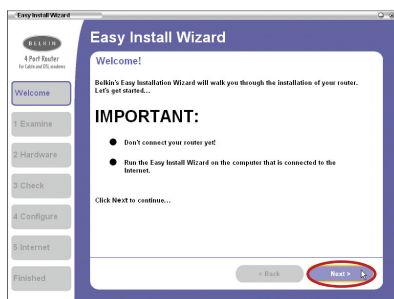 Easy Install Wizard
BELKIN
4 Port Router
for Cable and DSL modems
Welcome
1 Examine
2 Hardware
3 Check
4 Configure
5 Internet
Finished
Easy Install Wizard
Welcome!
Belkin's Easy Installation Wizard will walk you through the installation of your router.
Let's get started...
IMPORTANT:
● Don't connect your router yet!
● Run the Easy Install Wizard on the computer that is connected to the
Internet.
Click Next to continue...
< Back
Next >